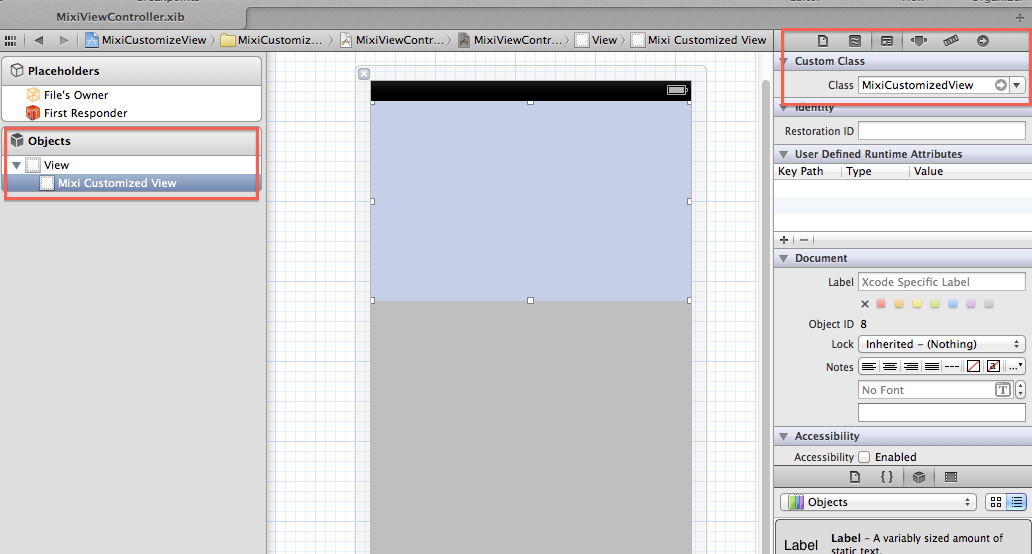 MixiViewController.xib
MixiCustomizeView
MixiCustomiz...
MixiViewContr...
MixiViewContr...
View
Mixi Customized View
Placeholders
File's Owner
First Responder
Objects
View
Mixi Customized View
Custom Class
Class MixiCustomizedView
Identity
Restoration ID
User Defined Runtime Attributes
Key Path Type Value
Document
Label Xcode Specific Label
Object ID 8
Lock Inherited - (Nothing)
Notes
No Font
Accessibility
Accessibility Enabled
Objects
Label
Label - A variably sized amount of
static text.